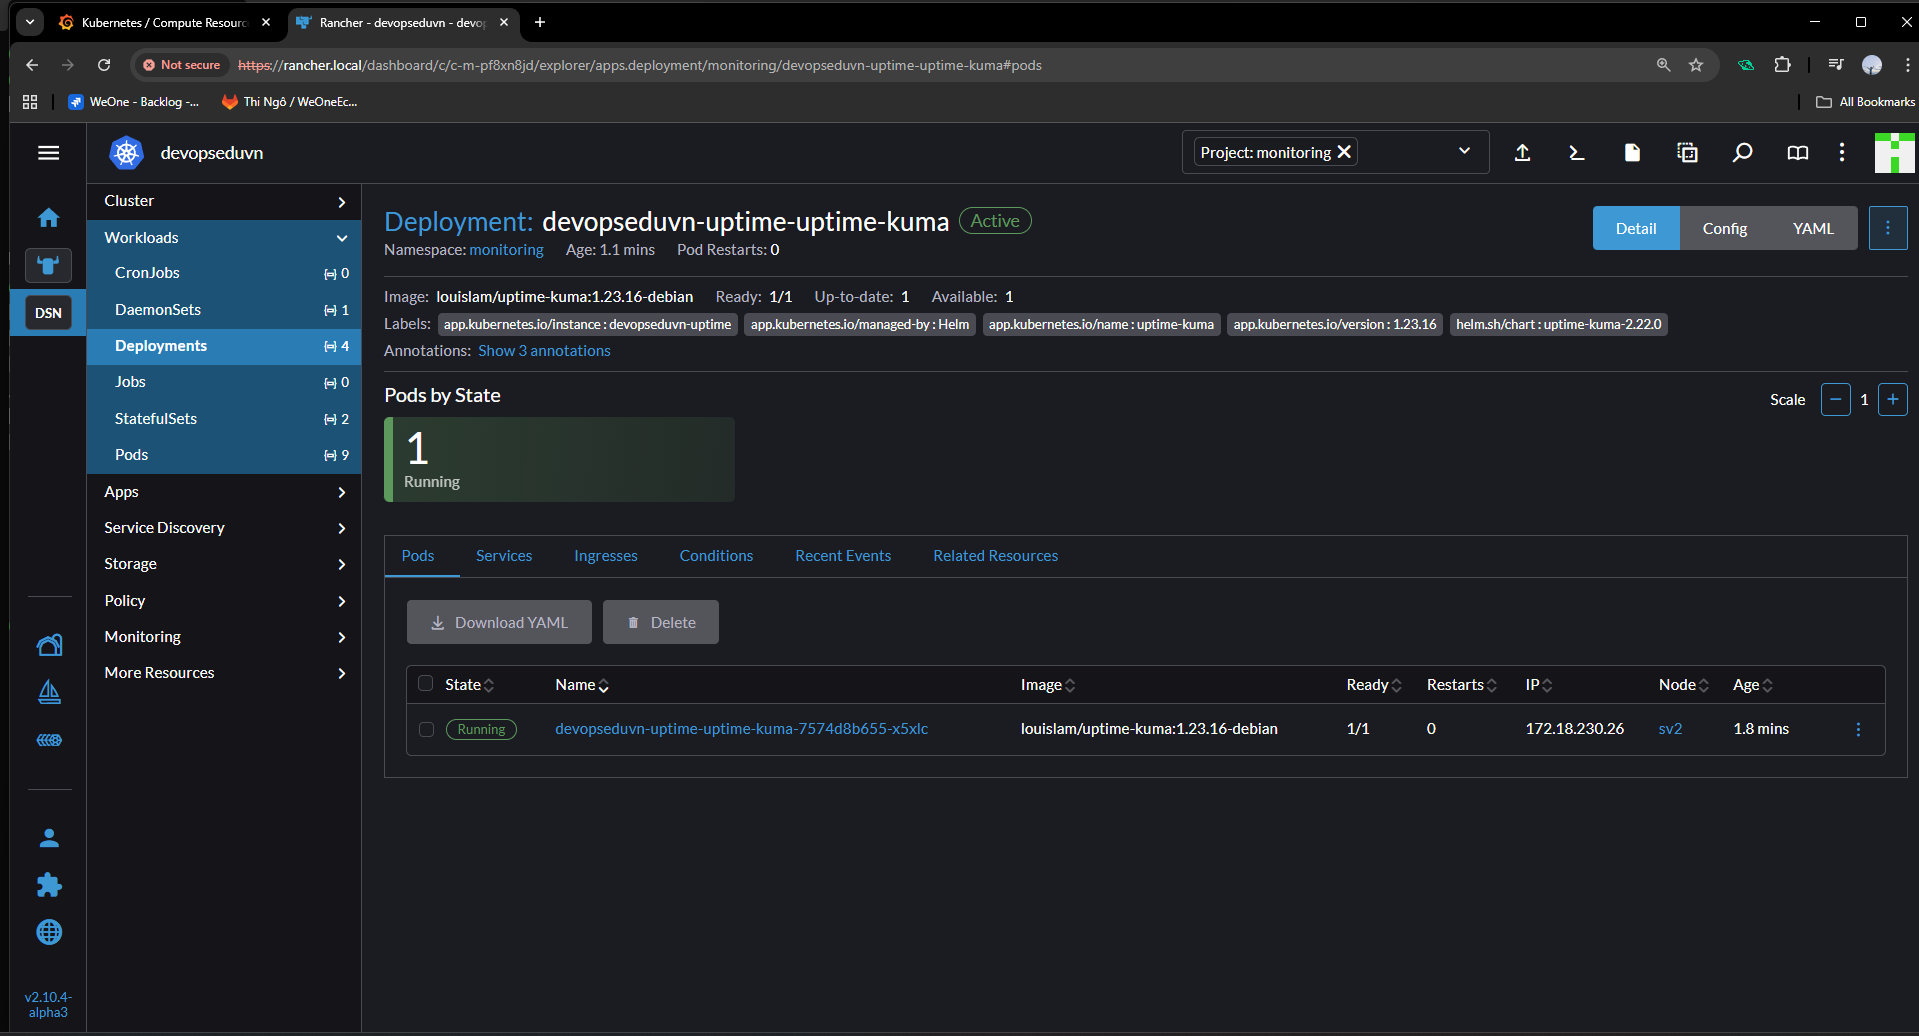 Kubernetes / Compute Resourc
Rancher - devopseduvn - devop
Not secure
https://rancher.local/dashboard/c/c-m-pf8xn8jd/explorer/apps.deployment/monitoring/devopseduvn-uptime-uptime-kuma#pods
WeOne - Backlog -...
Thi Ngô / WeOneEc...
All Bookmarks
devopseduvn
Project: monitoring
DSN
Cluster
Workloads
CronJobs 0
DaemonSets 1
Deployments 4
Jobs 0
StatefulSets 2
Pods 9
Apps
Service Discovery
Storage
Policy
Monitoring
More Resources
v2.10.4-
alpha3
Deployment: devopseduvn-uptime-uptime-kuma Active
Detail Config YAML
Namespace: monitoring Age: 1.1 mins Pod Restarts: 0
Image: louislam/uptime-kuma:1.23.16-debian Ready: 1/1 Up-to-date: 1 Available: 1
Labels: app.kubernetes.io/instance : devopseduvn-uptime app.kubernetes.io/managed-by : Helm app.kubernetes.io/name : uptime-kuma app.kubernetes.io/version : 1.23.16 helm.sh/chart : uptime-kuma-2.22.0
Annotations: Show 3 annotations
Pods by State
Scale 1
1
Running
Pods Services Ingresses Conditions Recent Events Related Resources
Download YAML Delete
State Name Image Ready Restarts IP Node Age
Running devopseduvn-uptime-uptime-kuma-7574d8b655-x5xlc louislam/uptime-kuma:1.23.16-debian 1/1 0 172.18.230.26 sv2 1.8 mins